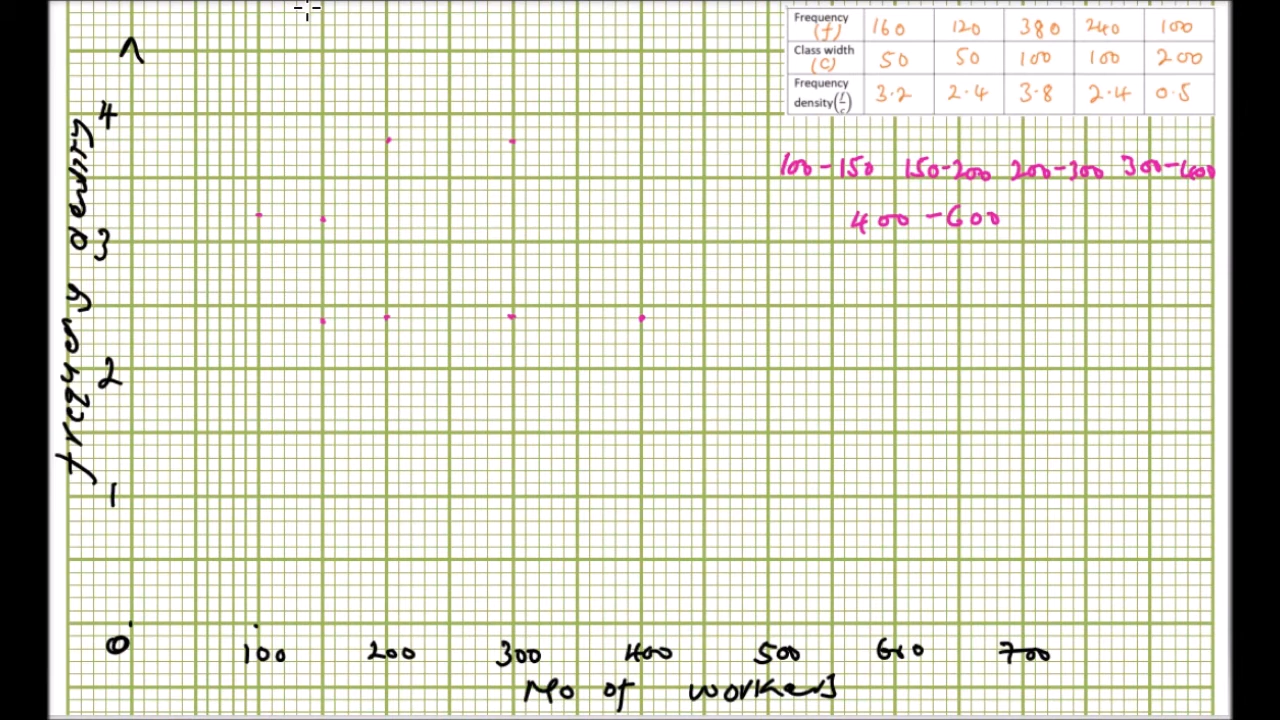 Frequency (f) 160 120 380 240 100
Class width (C) 50 50 100 100 200
Frequency density (f/c) 3.2 2.4 3.8 2.4 0.5
100-150 150-200 200-300 300-400
400-600
frequency density
4
3
2
1
0 100 200 300 400 500 600 700
No of workers